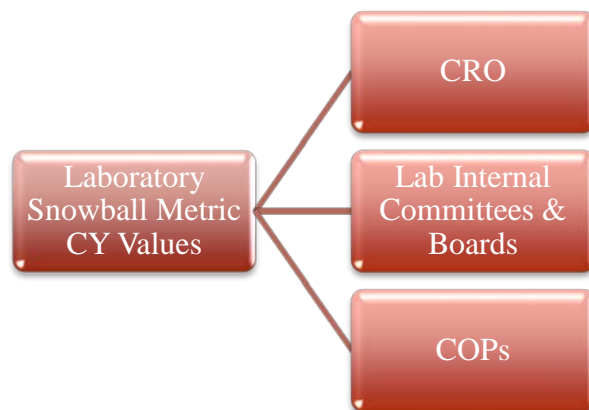 Laboratory
Snowball Metric
CY Values
CRO
Lab Internal
Committees &
Boards
COPs